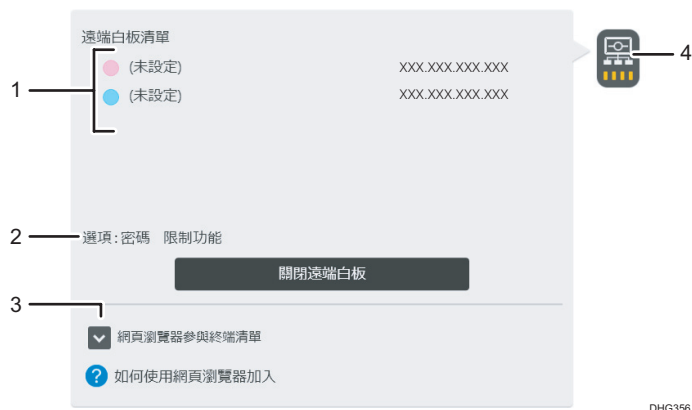 遠端白板清單
1
(未設定) XXX.XXX.XXX.XXX
(未設定) XXX.XXX.XXX.XXX
4
2
選項:密碼 限制功能
關閉遠端白板
3
網頁瀏覽器參與終端清單
? 如何使用網頁瀏覽器加入
DHG356